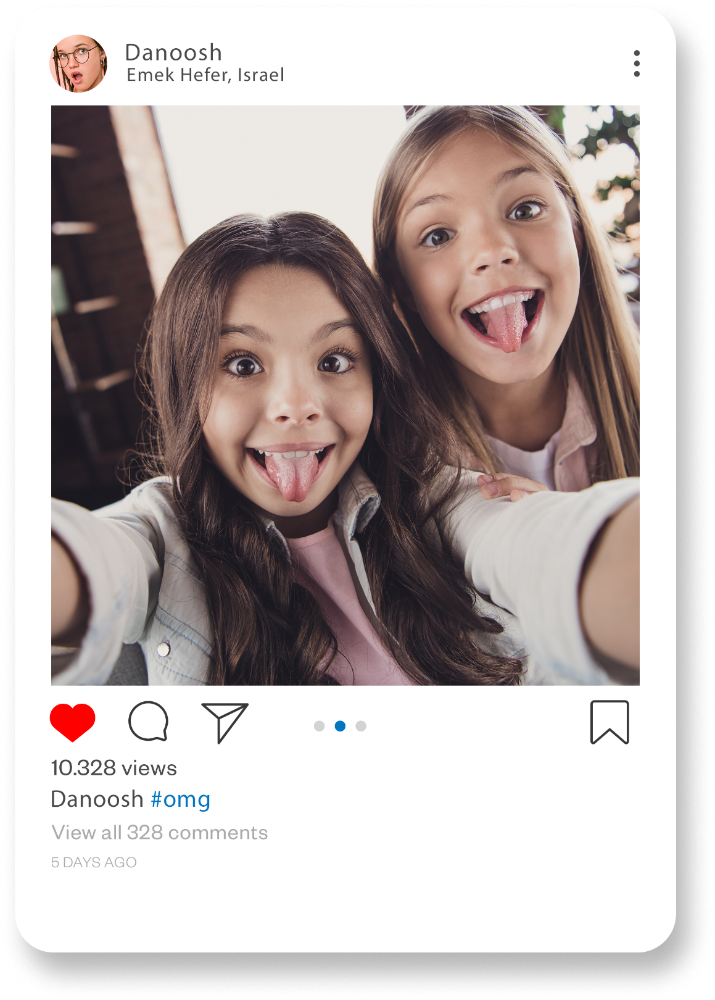 Danoosh
Emek Hefer, Israel
10.328 views
Danoosh #omg
View all 328 comments
5 DAYS AGO